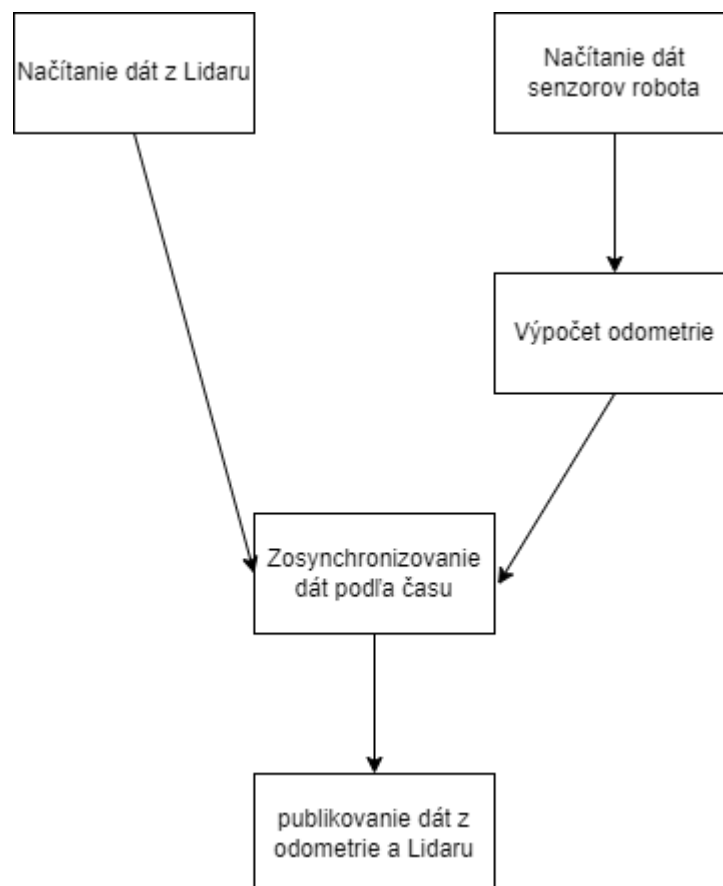 Načítanie dát z Lidaru
Načítanie dát
senzorov robota
Výpočet odometrie
Zosynchronizovanie
dát podľa času
publikovanie dát z
odometrie a Lidaru